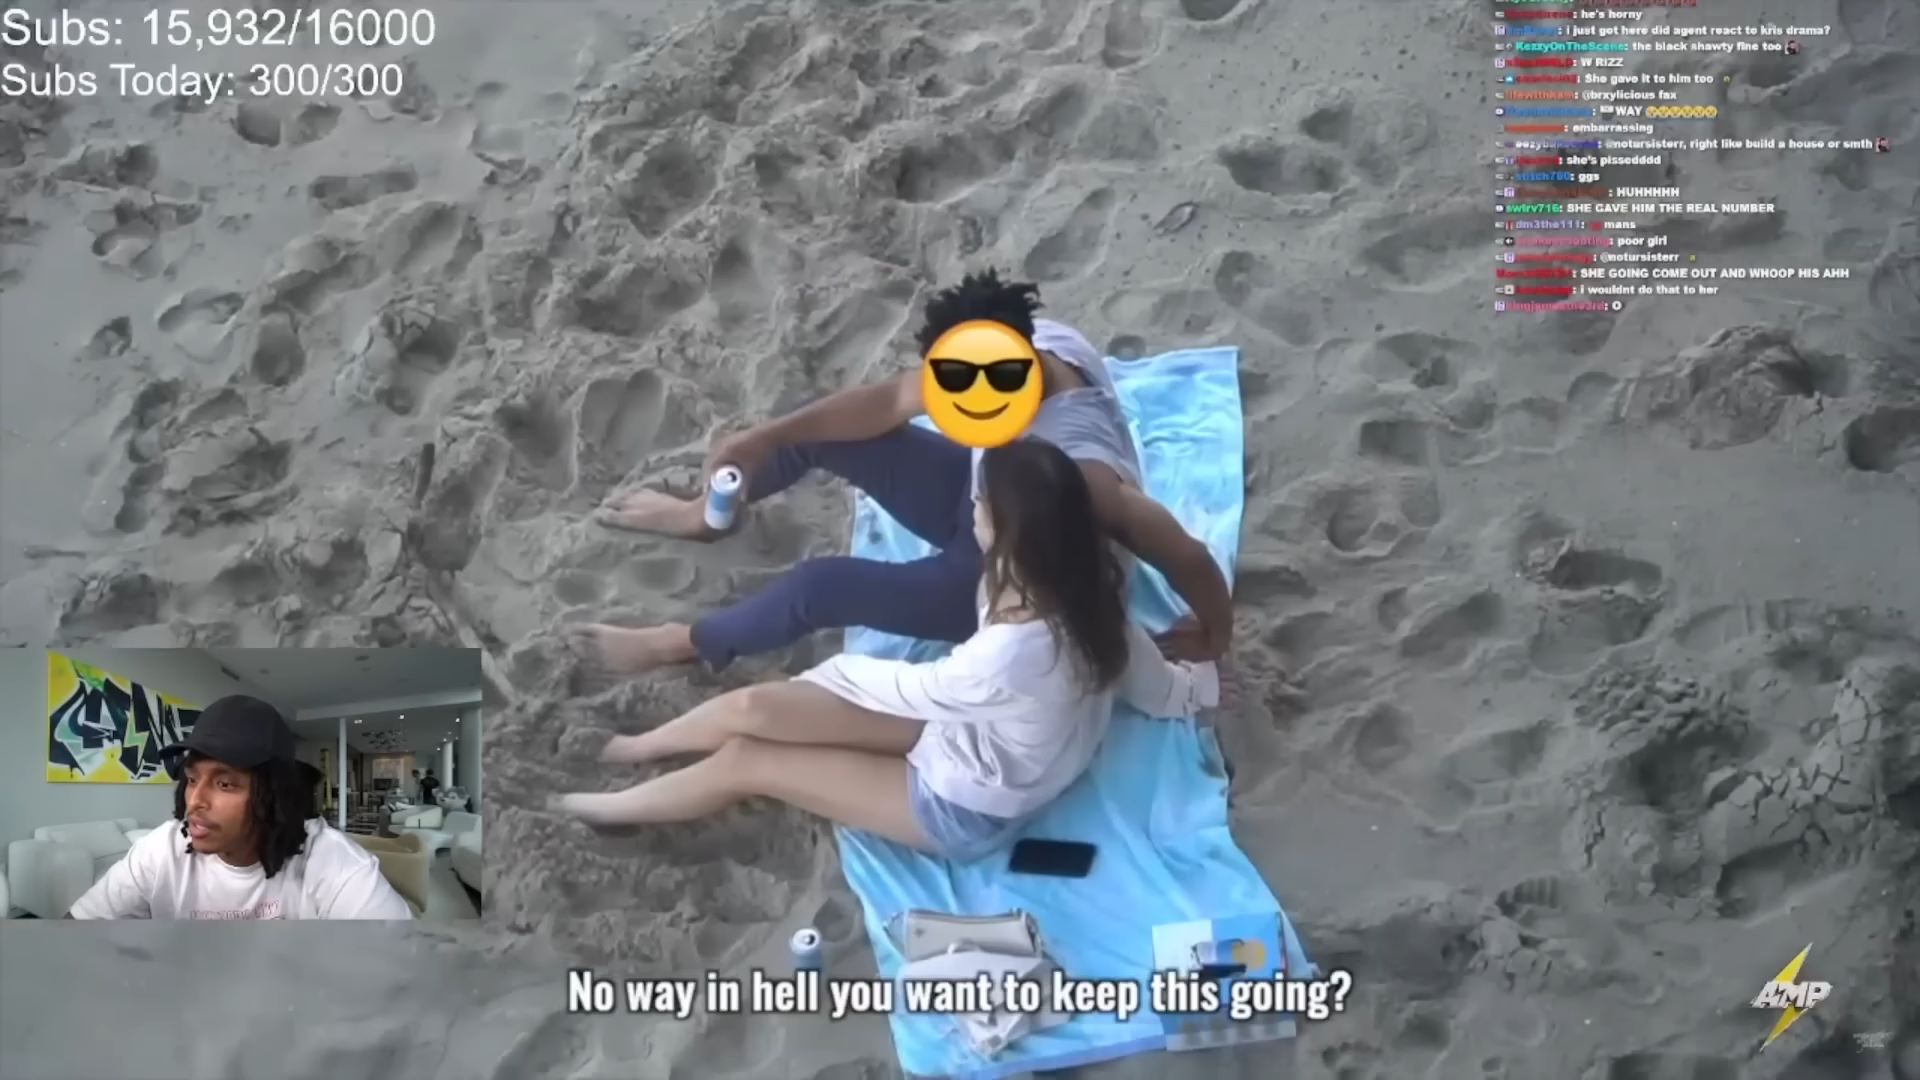 Subs: 15,932/16000
Subs Today: 300/300
: he's horny
: i just got here did agent react to kris drama?
KezzyOnTheScene: the black shawty fine too
: W RIZZ
: She gave it to him too
: @brxylicious fax
: WAY
: embarrassing
: @notursisterr, right like build a house or smth
: she's pissedddd
stitch780: ggs
: HUHHHHH
swirv716: SHE GAVE HIM THE REAL NUMBER
dm3the111: mans
: poor girl
: @notursisterr
: SHE GOING COME OUT AND WHOOP HIS AHH
: i wouldnt do that to her
: O
No way in hell you want to keep this going?
AMP